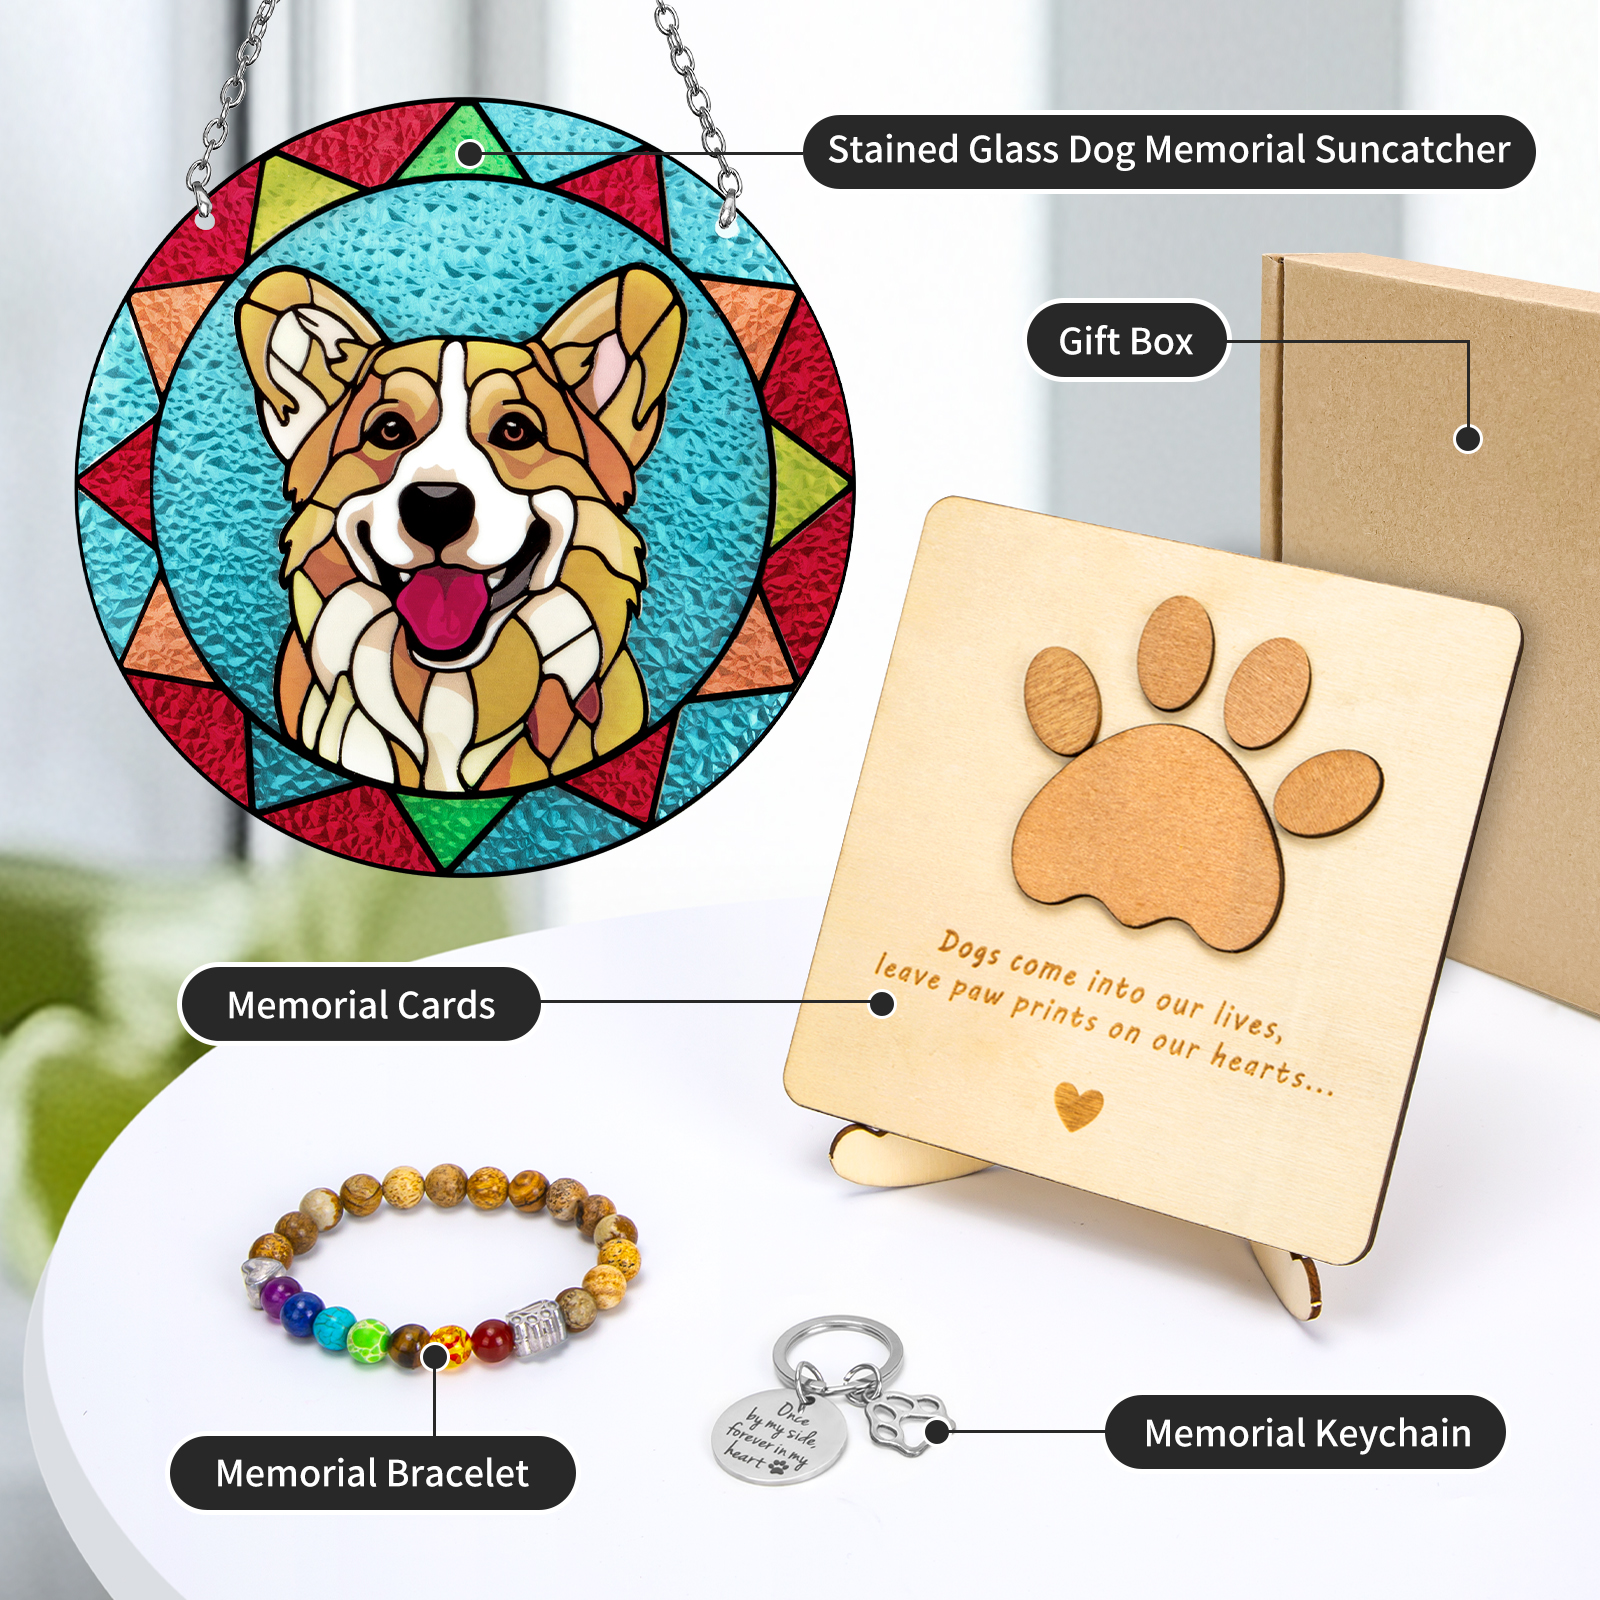 Stained Glass Dog Memorial Suncatcher
Gift Box
Dogs come into our lives,
leave paw prints on our hearts...
Memorial Cards
Memorial Bracelet
Once
by my side,
forever in my
heart
Memorial Keychain